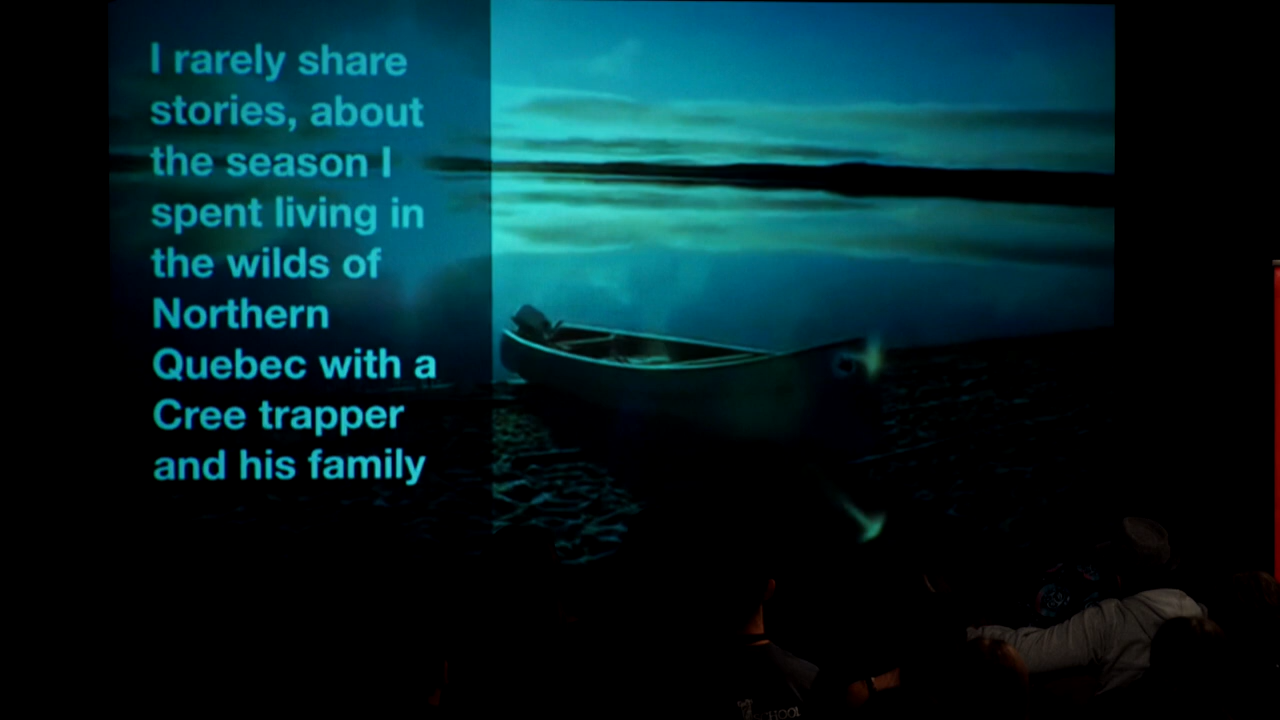 I rarely share
stories, about
the season I
spent living in
the wilds of
Northern
Quebec with a
Cree trapper
and his family